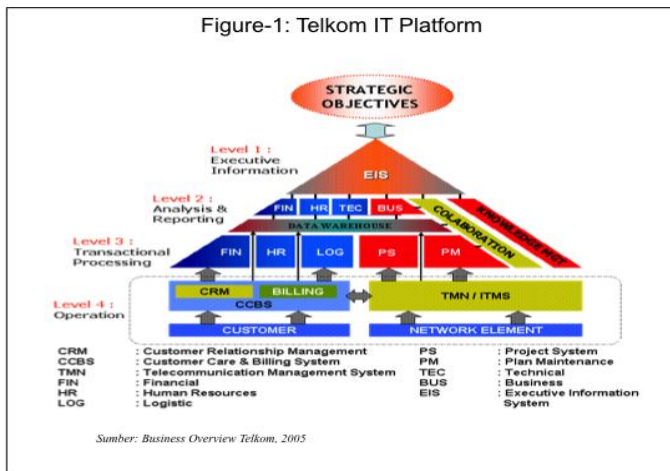 Figure-1: Telkom IT Platform
STRATEGIC
OBJECTIVES
Level 1 :
Executive
Information
EIS
Level 2 :
Analysis &
Reporting
FIN HR TEC BUS
DATA WAREHOUSE
COLABORATION
KNOWLEDGE MGT
Level 3 :
Transactional
Processing
FIN HR LOG PS PM
Level 4 :
Operation
CRM BILLING
CCBS
TMN / ITMS
CUSTOMER NETWORK ELEMENT
CRM : Customer Relationship Management PS : Project System
CCBS : Customer Care & Billing System PM : Plan Maintenance
TMN : Telecommunication Management System TEC : Technical
FIN : Financial BUS : Business
HR : Human Resources EIS : Executive Information
LOG : Logistic System
Sumber: Business Overview Telkom, 2005